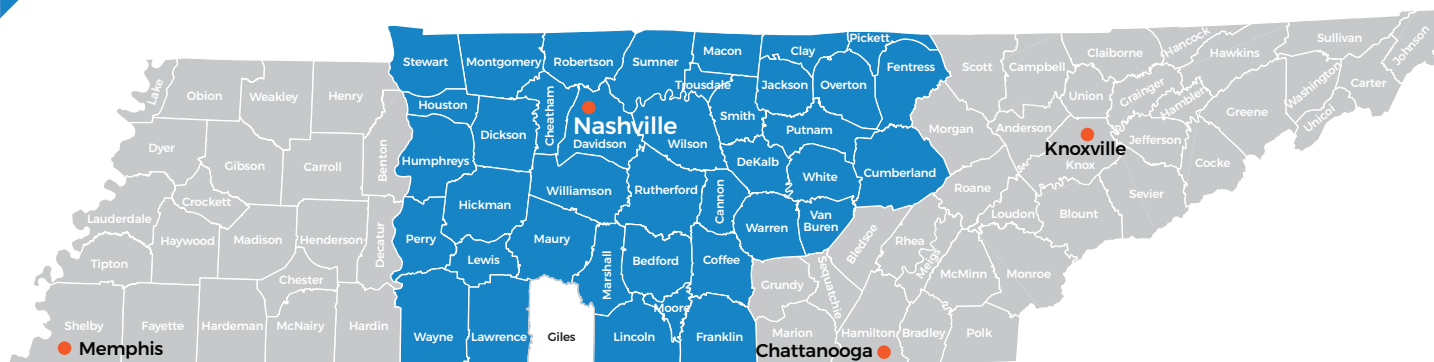 Lake
Obion
Weakley
Henry
Dyer
Gibson
Carroll
Benton
Crockett
Lauderdale
Haywood
Madison
Henderson
Decatur
Tipton
Chester
Shelby
Fayette
Hardeman
McNairy
Hardin
Memphis
Stewart
Montgomery
Robertson
Sumner
Macon
Clay
Pickett
Fentress
Trousdale
Jackson
Overton
Houston
Dickson
Cheatham
Nashville
Davidson
Wilson
Smith
Putnam
Humphreys
DeKalb
White
Cumberland
Williamson
Rutherford
Cannon
Hickman
Warren
Van
Buren
Perry
Maury
Lewis
Marshall
Bedford
Coffee
Moore
Wayne
Lawrence
Giles
Lincoln
Franklin
Scott
Campbell
Claiborne
Hancock
Hawkins
Sullivan
Johnson
Carter
Washington
Unicoi
Union
Grainger
Hamblen
Greene
Morgan
Anderson
Knoxville
Knox
Jefferson
Cocke
Sevier
Roane
Loudon
Blount
Bledsoe
Rhea
Meigs
McMinn
Monroe
Grundy
Sequatchie
Marion
Hamilton
Bradley
Polk
Chattanooga